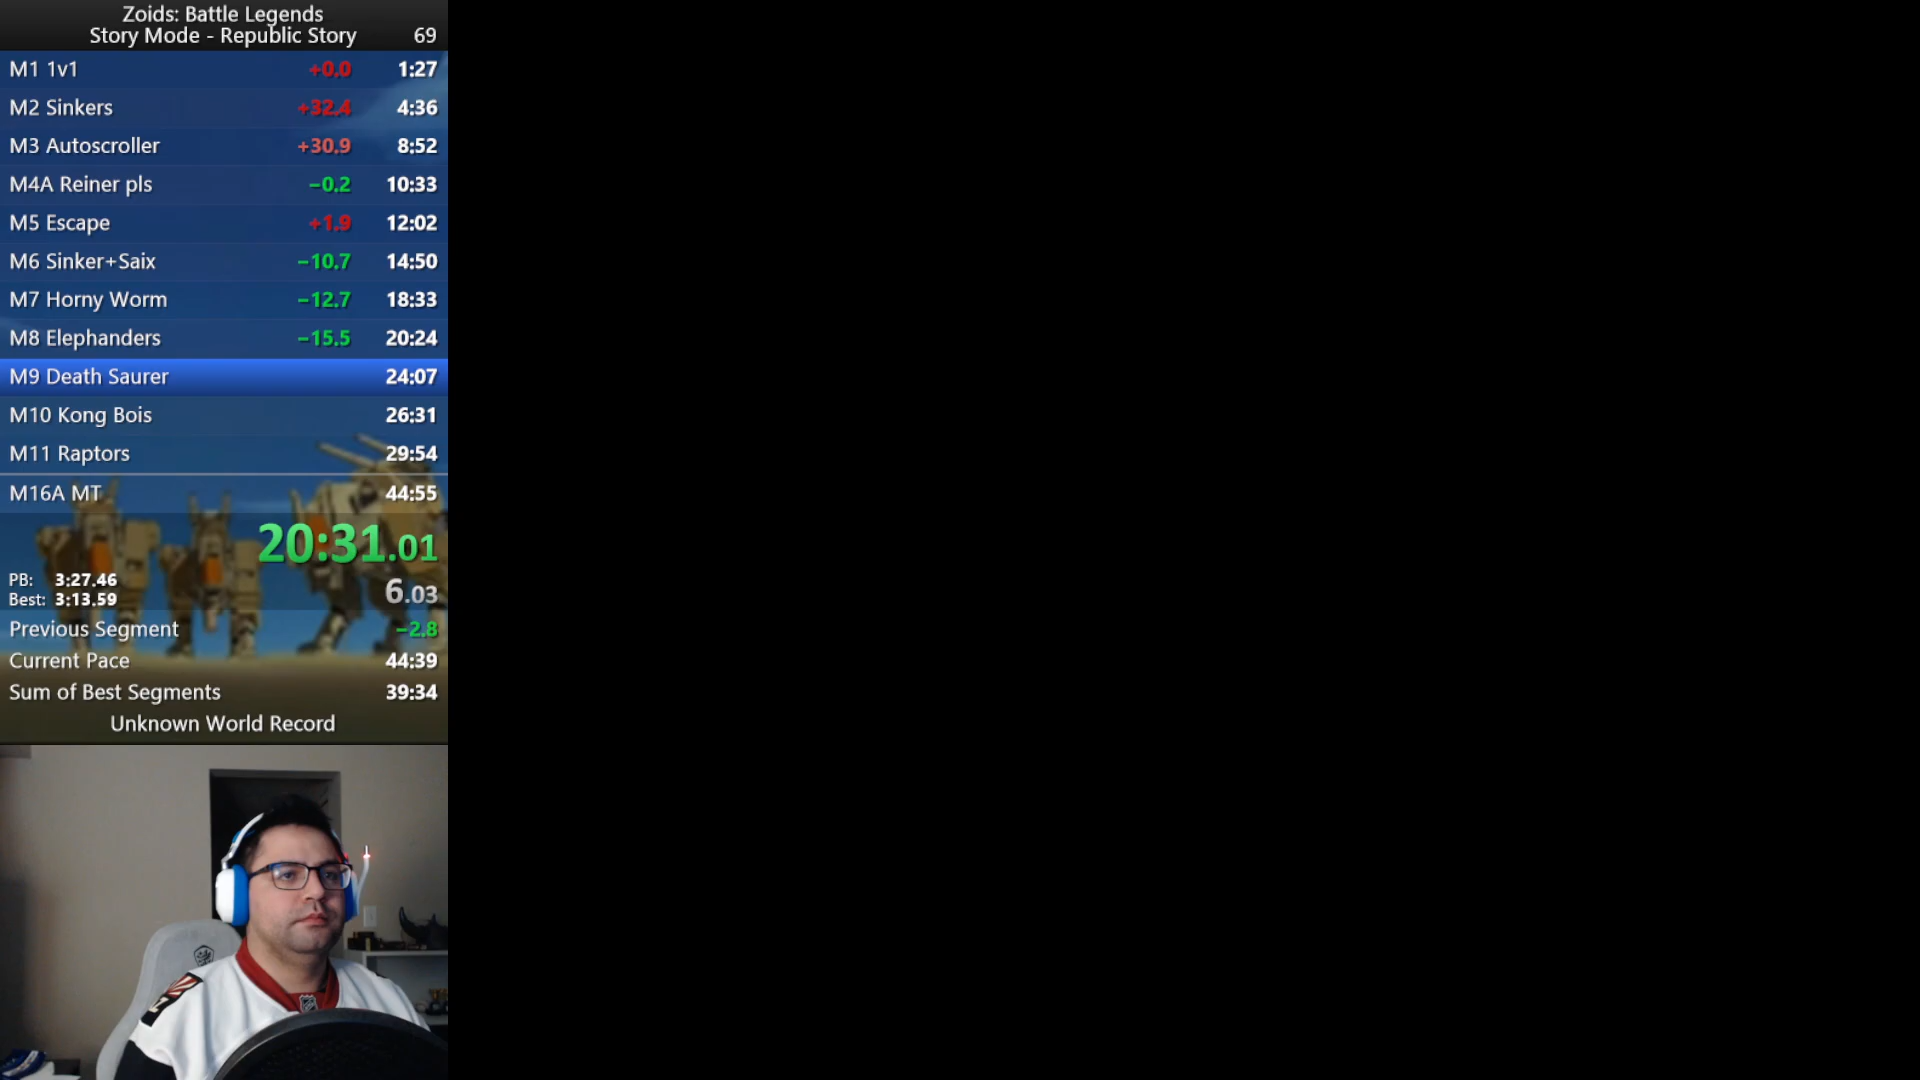 Zoids: Battle Legends
Story Mode - Republic Story 69
M1 1v1 +0.0 1:27
M2 Sinkers +32.4 4:36
M3 Autoscroller +30.9 8:52
M4A Reiner pls −0.2 10:33
M5 Escape +1.9 12:02
M6 Sinker+Saix −10.7 14:50
M7 Horny Worm −12.7 18:33
M8 Elephanders −15.5 20:24
M9 Death Saurer 24:07
M10 Kong Bois 26:31
M11 Raptors 29:54
M16A MT 44:55
20:31.01
PB: 3:27.46
Best: 3:13.59
6.03
Previous Segment −2.8
Current Pace 44:39
Sum of Best Segments 39:34
Unknown World Record